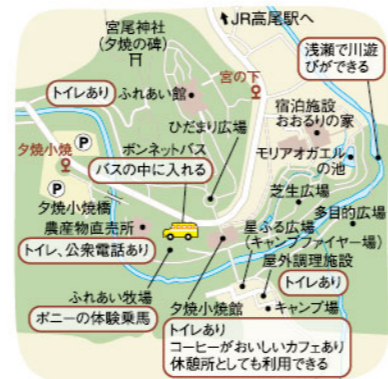 JR高尾駅へ
宮尾神社
(夕焼の碑)
浅瀬で川遊
びができる
宮の下
トイレあり
ふれあい館
宿泊施設
おおるりの家
ひだまり広場
ボンネットバス
バスの中に入れる
モリアオガエル
の池
P
夕焼小焼
P
芝生広場
多目的広場
夕焼小焼橋
農産物直売所
トイレ、公衆電話あり
星ふる広場
(キャンプファイヤー場)
屋外調理施設
トイレあり
ふれあい牧場
ポニーの体験乗馬
夕焼小焼館
キャンプ場
トイレあり
コーヒーがおいしいカフェあり
休憩所としても利用できる